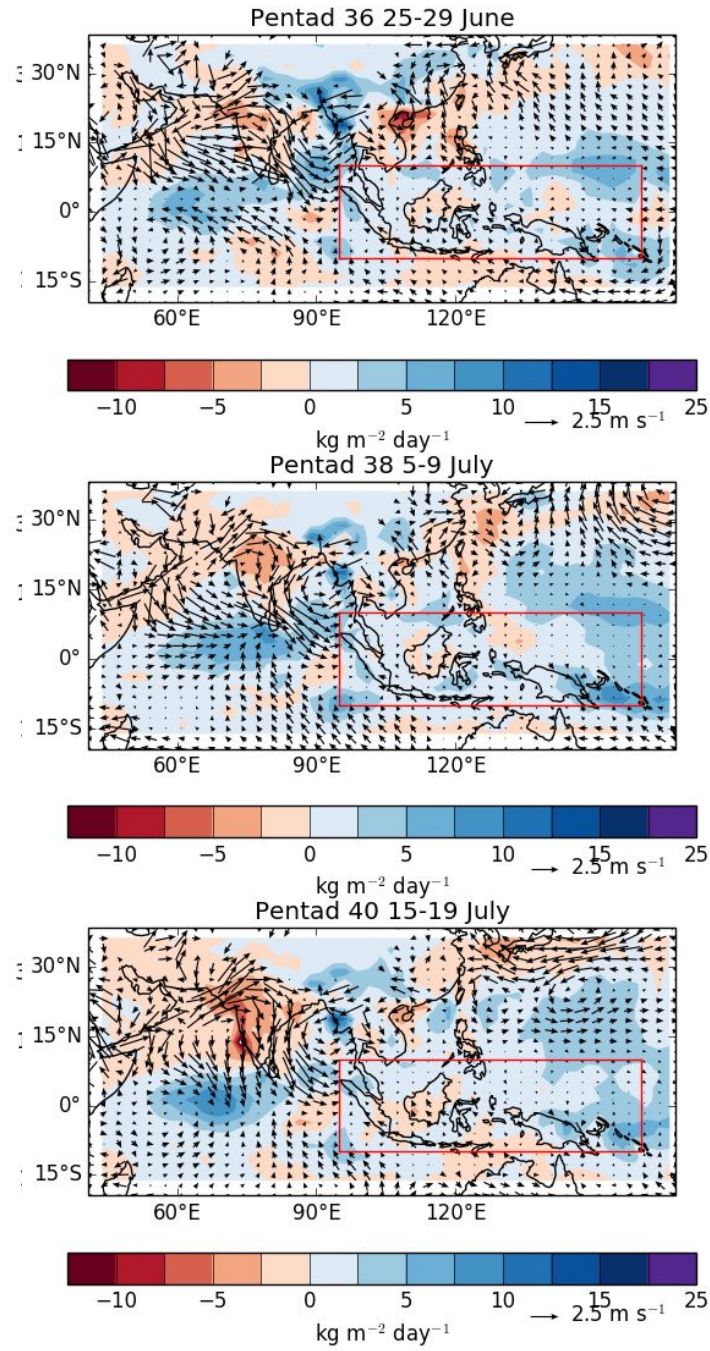 Pentad 36 25-29 June
30°N
15°N
0°
15°S
60°E 90°E 120°E
−10 −5 0 5 10 15 25
2.5 m s⁻¹
kg m⁻² day⁻¹
Pentad 38 5-9 July
30°N
15°N
0°
15°S
60°E 90°E 120°E
−10 −5 0 5 10 15 25
2.5 m s⁻¹
kg m⁻² day⁻¹
Pentad 40 15-19 July
30°N
15°N
0°
15°S
60°E 90°E 120°E
−10 −5 0 5 10 15 25
2.5 m s⁻¹
kg m⁻² day⁻¹